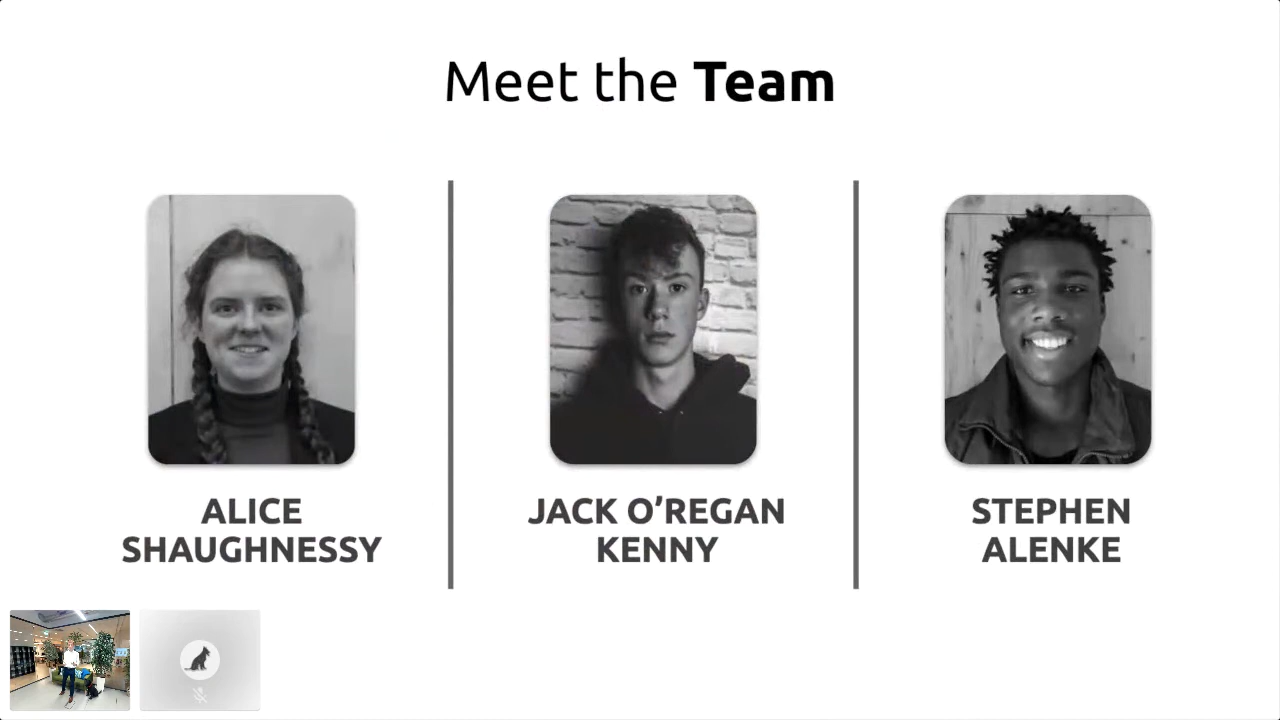 Meet the Team
ALICE
SHAUGHNESSY
JACK O’REGAN
KENNY
STEPHEN
ALENKE